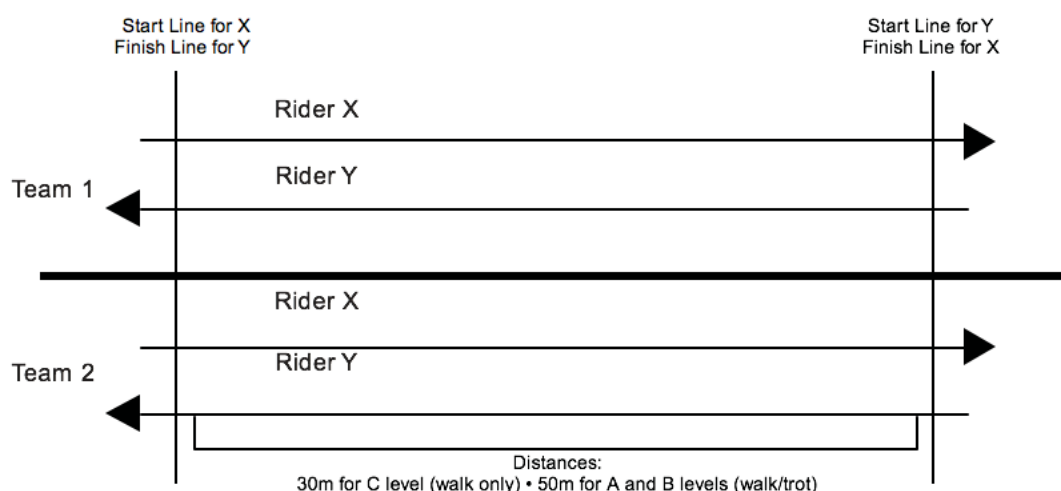 Start Line for X
Finish Line for Y
Start Line for Y
Finish Line for X
Rider X
Rider Y
Team 1
Rider X
Rider Y
Team 2
Distances:
30m for C level (walk only) • 50m for A and B levels (walk/trot)